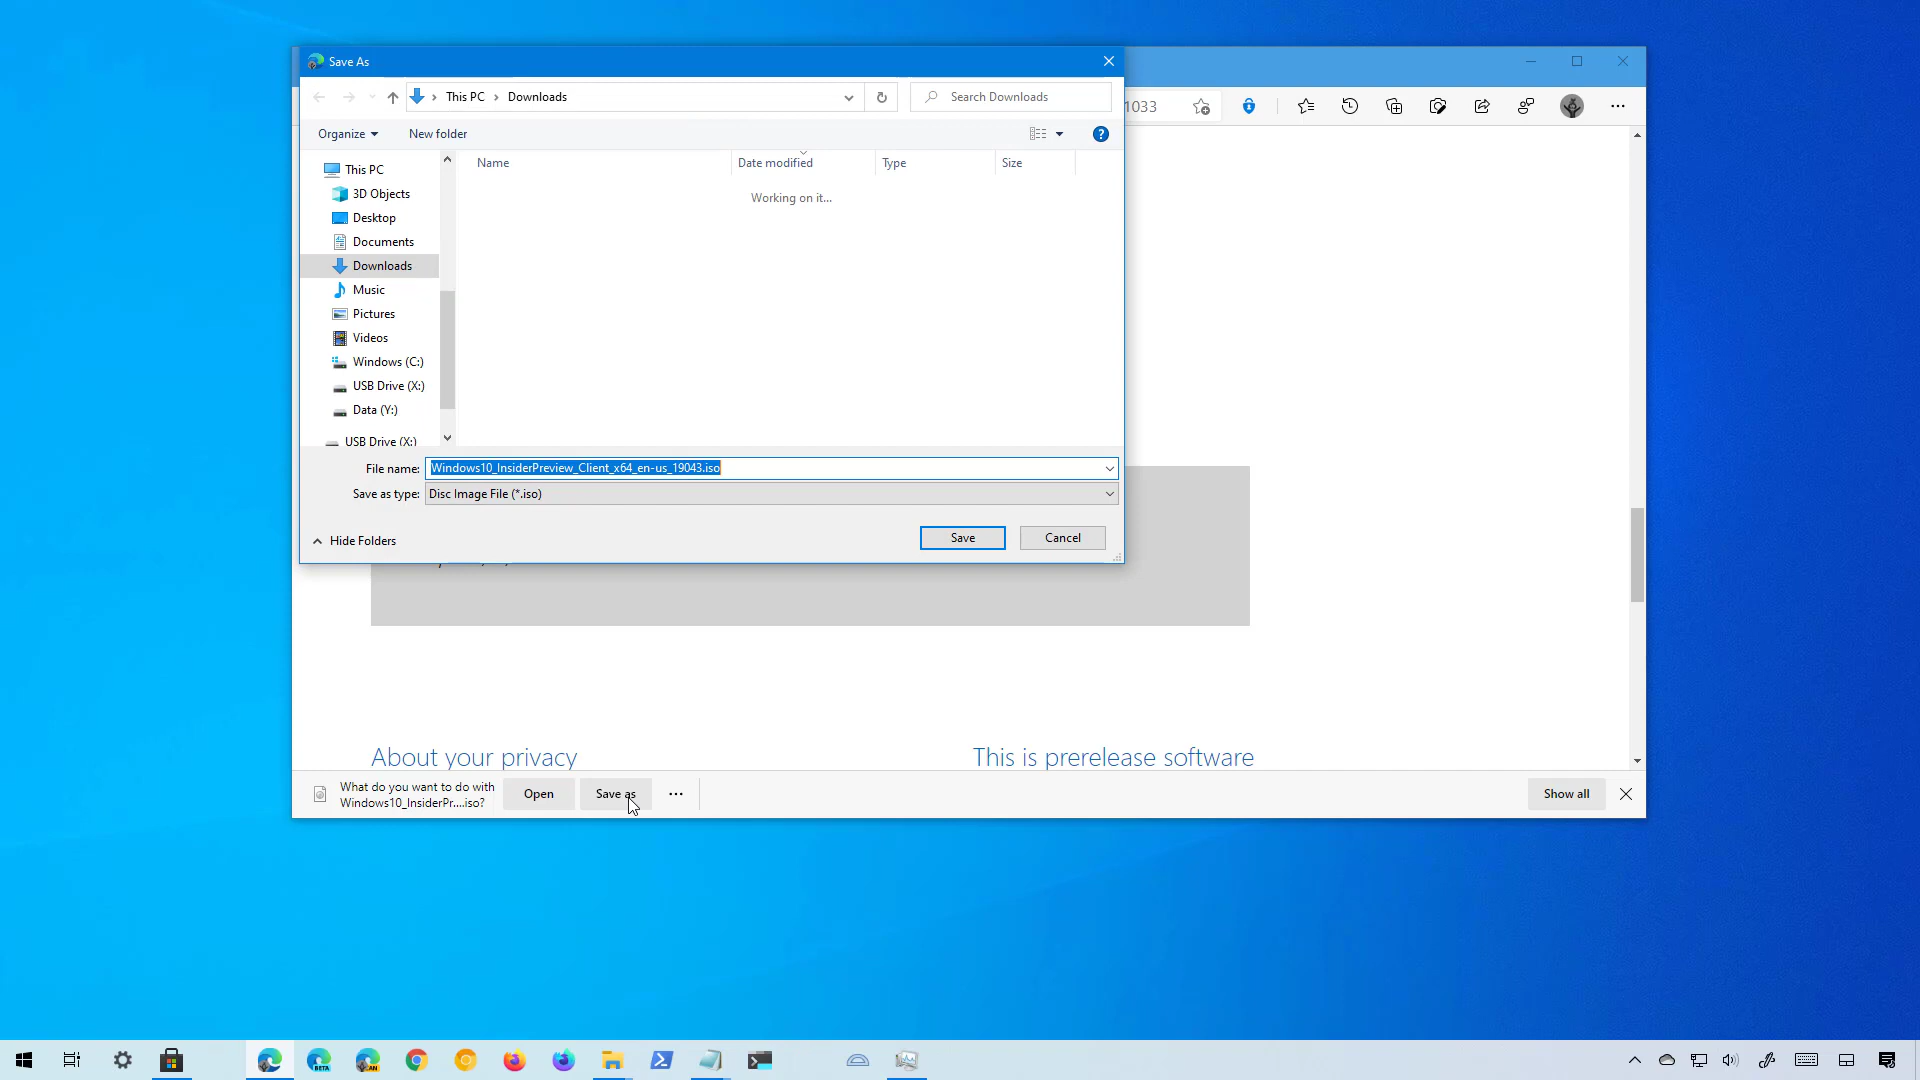 Save As
This PC
Downloads
Search Downloads
1033
Organize
New folder
Name
Date modified
Type
Size
This PC
Working on it...
3D Objects
Desktop
Documents
Downloads
Music
Pictures
Videos
Windows (C:)
USB Drive (X:)
Data (Y:)
USB Drive (X:)
File name:
Windows10_InsiderPreview_Client_x64_en-us_19043.iso
Save as type:
Disc Image File (*.iso)
Hide Folders
Save
Cancel
About your privacy
This is prerelease software
What do you want to do with
Windows10_InsiderPr....iso?
Open
Save as
Show all
BETA
CAN